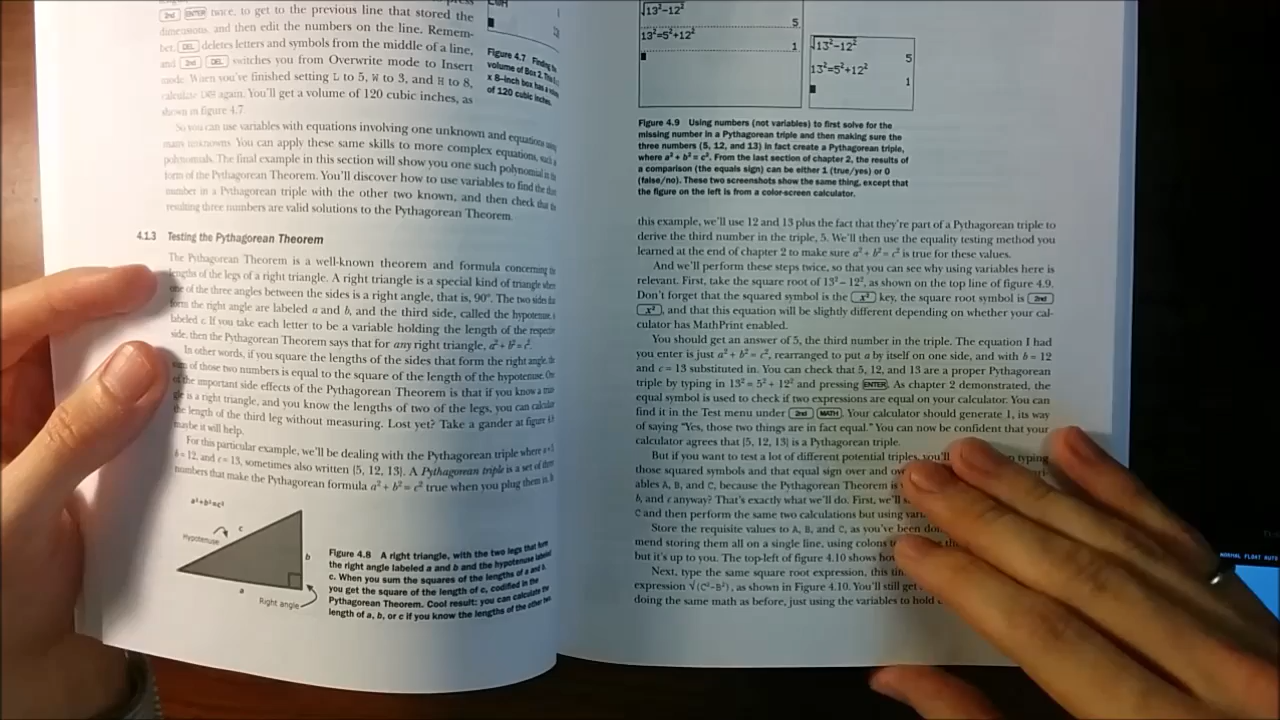 2nd ENTER twice, to get to the previous line that stored the
dimensions, and then edit the numbers on the line. Remem-
ber, DEL deletes letters and symbols from the middle of a line,
and 2nd DEL switches you from Overwrite mode to Insert
mode. When you've finished setting L to 5, W to 3, and H to 8,
calculate again. You'll get a volume of 120 cubic inches, as
shown in figure 4.7.
Figure 4.7 Finding
volume of Box 2.
x 8-inch box has a
of 120 cubic inches.
So you can use variables with equations involving one unknown and equations using
many unknowns. You can apply these same skills to more complex equations, such a
polynomials. The final example in this section will show you one such polynomial in the
form of the Pythagorean Theorem. You'll discover how to use variables to find the
number in a Pythagorean triple with the other two known, and then check that the
resulting three numbers are valid solutions to the Pythagorean Theorem.
4.1.3 Testing the Pythagorean Theorem
The Pythagorean Theorem is a well-known theorem and formula concerning the
lengths of the legs of a right triangle. A right triangle is a special kind of triangle where
one of the three angles between the sides is a right angle, that is, 90°. The two sides
form the right angle are labeled a and b, and the third side, called the hypotenuse,
labeled c. If you take each letter to be a variable holding the length of the
side, then the Pythagorean Theorem says that for any right triangle, a² + b² = c².
In other words, if you square the lengths of the sides that form the right angle, the
sum of those two numbers is equal to the square of the length of the hypotenuse. One
of the important side effects of the Pythagorean Theorem is that if you know a
gle is a right triangle, and you know the lengths of two of the legs, you can calculate
the length of the third leg without measuring. Lost yet? Take a gander at figure
maybe it will help.
For this particular example, we'll be dealing with the Pythagorean triple where
b = 12, and c = 13, sometimes also written {5, 12, 13}. A Pythagorean triple is a set of three
numbers that make the Pythagorean formula a² + b² = c² true when you plug them in.
a²+b²=c²
Hypotenuse
c
b
a
Right angle
Figure 4.8 A right triangle, with the two legs that form
the right angle labeled a and b and the hypotenuse labeled
c. When you sum the squares of the lengths of a and b,
you get the square of the length of c, codified in the
Pythagorean Theorem. Cool result: you can calculate the
length of a, b, or c if you know the lengths of the other two
√13²-12²
5
13²=5²+12²
1
√13²-12²
5
13²=5²+12²
1
Figure 4.9 Using numbers (not variables) to first solve for the
missing number in a Pythagorean triple and then making sure the
three numbers (5, 12, and 13) in fact create a Pythagorean triple,
where a² + b² = c². From the last section of chapter 2, the results of
a comparison (the equals sign) can be either 1 (true/yes) or 0
(false/no). These two screenshots show the same thing, except that
the figure on the left is from a color-screen calculator.
this example, we'll use 12 and 13 plus the fact that they're part of a Pythagorean triple to
derive the third number in the triple, 5. We'll then use the equality testing method you
learned at the end of chapter 2 to make sure a² + b² = c² is true for these values.
And we'll perform these steps twice, so that you can see why using variables here is
relevant. First, take the square root of 13² – 12², as shown on the top line of figure 4.9.
Don't forget that the squared symbol is the x² key, the square root symbol is 2nd
x², and that this equation will be slightly different depending on whether your cal-
culator has MathPrint enabled.
You should get an answer of 5, the third number in the triple. The equation I had
you enter is just a² + b² = c², rearranged to put a by itself on one side, and with b = 12
and c = 13 substituted in. You can check that 5, 12, and 13 are a proper Pythagorean
triple by typing in 13² = 5² + 12² and pressing ENTER. As chapter 2 demonstrated, the
equal symbol is used to check if two expressions are equal on your calculator. You can
find it in the Test menu under 2nd MATH. Your calculator should generate 1, its way
of saying "Yes, those two things are in fact equal." You can now be confident that your
calculator agrees that {5, 12, 13} is a Pythagorean triple.
But if you want to test a lot of different potential triples, you'll typing
those squared symbols and that equal sign over and
ables A, B, and C, because the Pythagorean Theorem is
b, and c anyway? That's exactly what we'll do. First, we'll
C and then perform the same two calculations but using
Store the requisite values to A, B, and C, as you've been
mend storing them all on a single line, using colons
but it's up to you. The top-left of figure 4.10 shows
Next, type the same square root expression, this
expression √(C²-B²), as shown in Figure 4.10. You'll still get
doing the same math as before, just using the variables to hold
NORMAL FLOAT AUTO